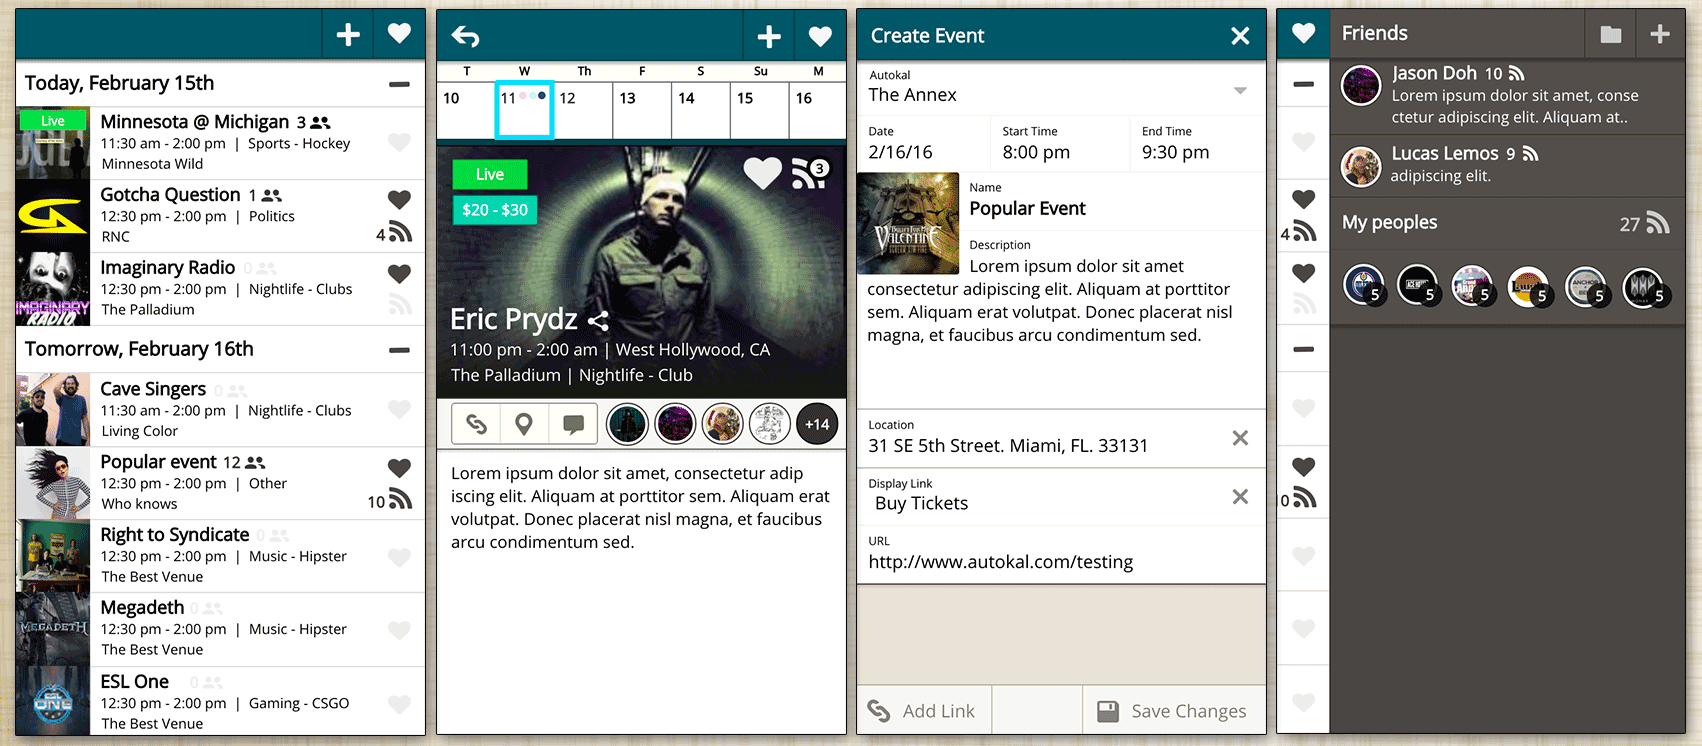 Today, February 15th
Live
Minnesota @ Michigan 3
11:30 am - 2:00 pm | Sports - Hockey
Minnesota Wild
Gotcha Question 1
12:30 pm - 2:00 pm | Politics
RNC
4
Imaginary Radio 0
12:30 pm - 2:00 pm | Nightlife - Clubs
The Palladium
IMAGINARY
RADIO
Tomorrow, February 16th
Cave Singers 0
11:30 am - 2:00 pm | Nightlife - Clubs
Living Color
Popular event 12
12:30 pm - 2:00 pm | Other
Who knows
10
Right to Syndicate 0
12:30 pm - 2:00 pm | Music - Hipster
The Best Venue
Megadeth 0
12:30 pm - 2:00 pm | Music - Hipster
The Best Venue
MEGADETH
ESL One 0
12:30 pm - 2:00 pm | Gaming - CSGO
The Best Venue
ESL
ONE
T W Th F S Su M
10 11 12 13 14 15 16
Live
3
$20 - $30
Eric Prydz
11:00 pm - 2:00 am | West Hollywood, CA
The Palladium | Nightlife - Club
+14
Lorem ipsum dolor sit amet, consectetur adip
iscing elit. Aliquam at porttitor sem. Aliquam erat
volutpat. Donec placerat nisl magna, et faucibus
arcu condimentum sed.
Create Event
Autokal
The Annex
Date Start Time End Time
2/16/16 8:00 pm 9:30 pm
Name
Popular Event
BULLET FOR MY
VALENTINE
Description
Lorem ipsum dolor sit amet
consectetur adipiscing elit. Aliquam at porttitor
sem. Aliquam erat volutpat. Donec placerat nisl
magna, et faucibus arcu condimentum sed.
Location
31 SE 5th Street. Miami, FL. 33131
Display Link
Buy Tickets
URL
http://www.autokal.com/testing
Add Link Save Changes
4
0
Friends
Jason Doh 10
Lorem ipsum dolor sit amet, conse
ctetur adipiscing elit. Aliquam at..
Lucas Lemos 9
adipiscing elit.
My peoples 27
5 5 5 5 5 5